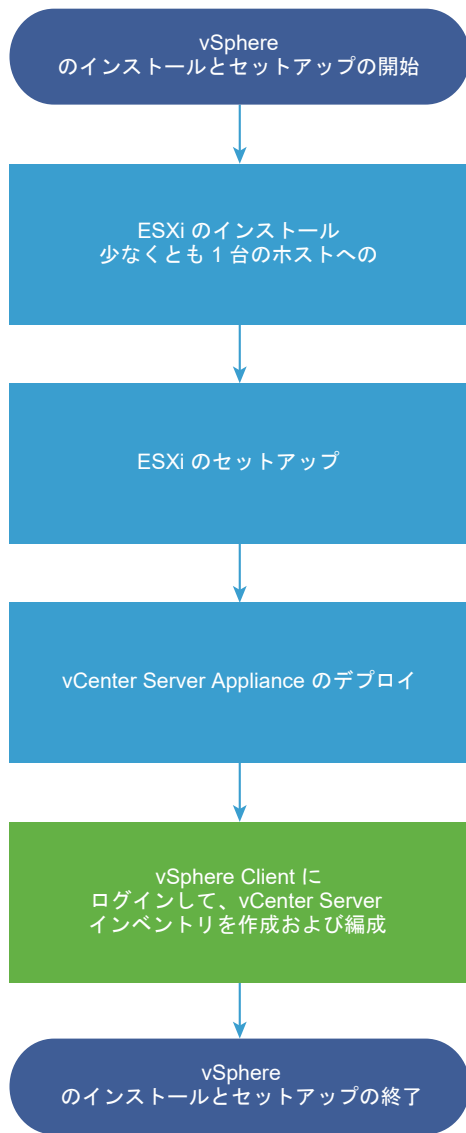 vSphere
のインストールとセットアップの開始
ESXi のインストール
少なくとも 1 台のホストへの
ESXi のセットアップ
vCenter Server Appliance のデプロイ
vSphere Client に
ログインして、vCenter Server
インベントリを作成および編成
vSphere
のインストールとセットアップの終了